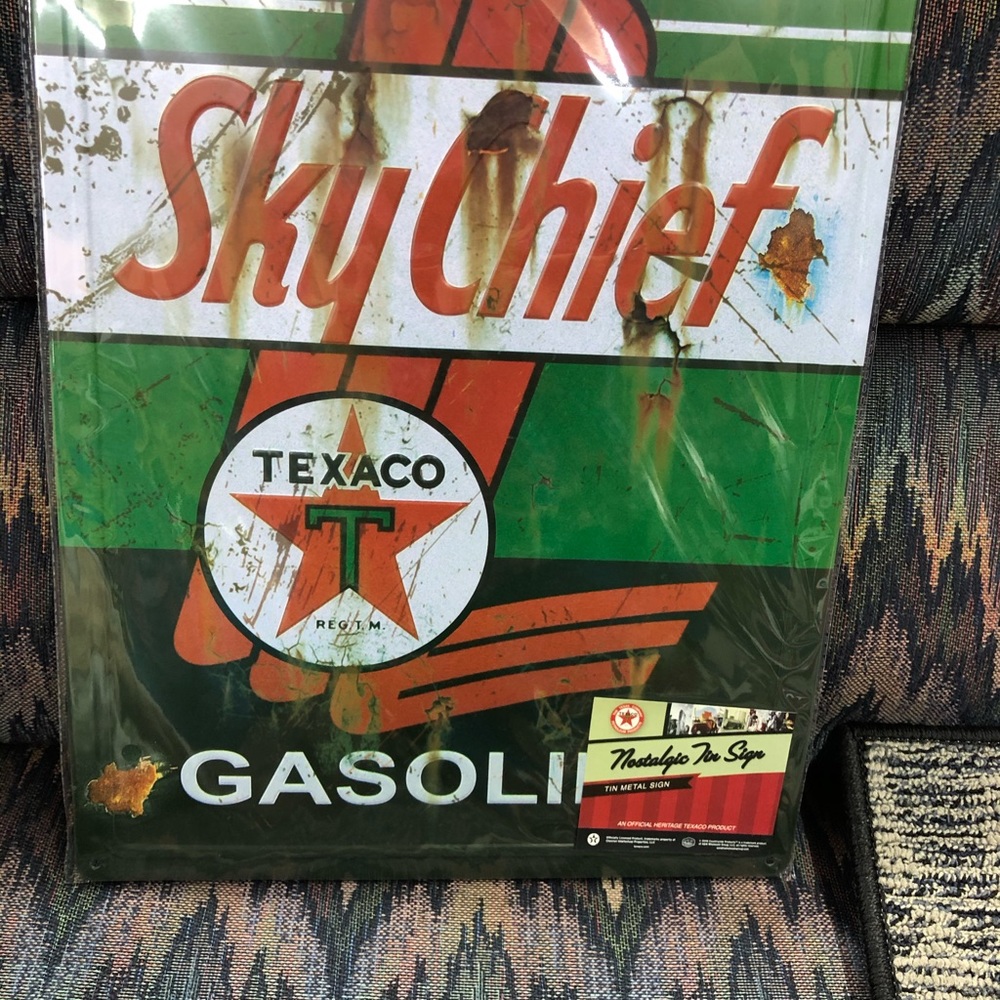 Sky Chief
TEXACO
T
REG. T.M.
GASOLI
Nostalgic Tin Sign
TIN METAL SIGN
AN OFFICIAL HERITAGE TEXACO PRODUCT